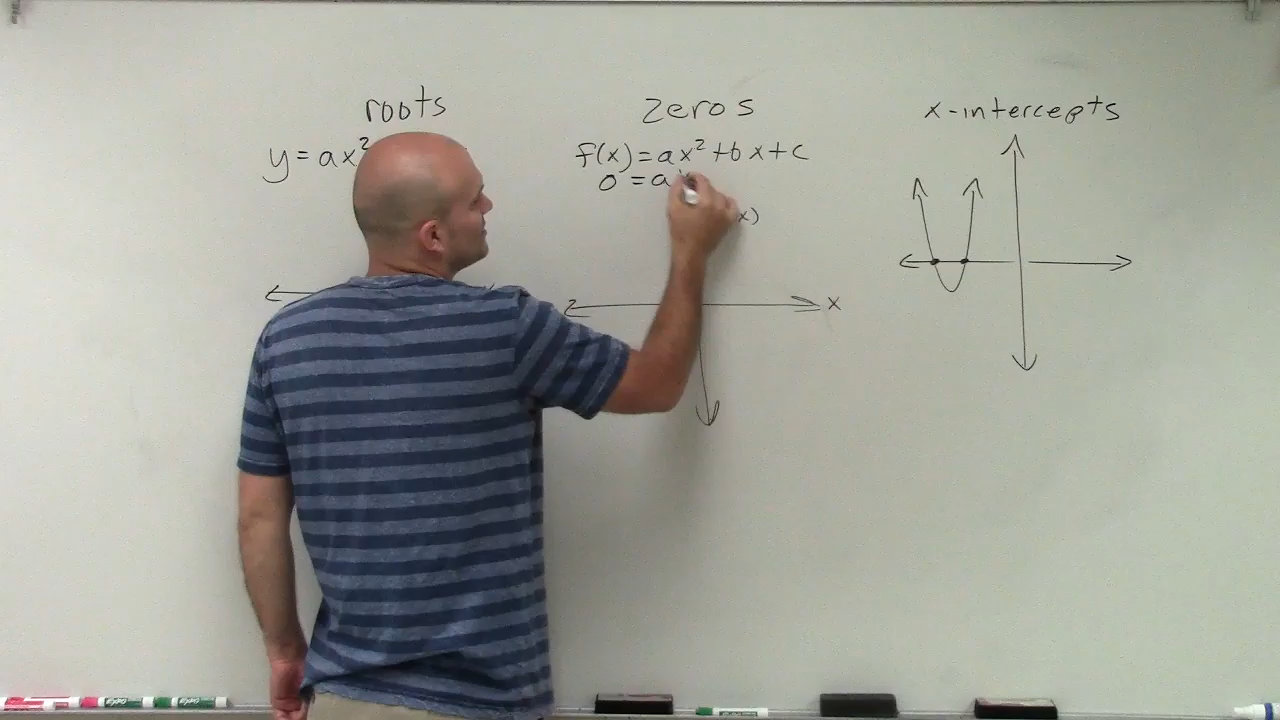 roots
y = ax²
zeros
f(x) = ax² + bx + c
0 = a
x)
x
x-intercepts